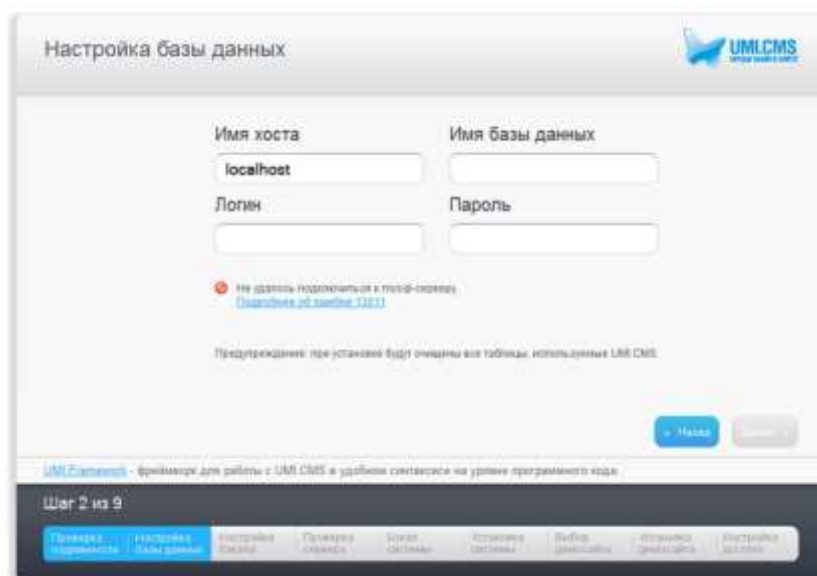 Настройка базы данных
UMI.CMS
Имя хоста
Имя базы данных
localhost
Логин
Пароль
Не удалось подключиться к mysql-серверу
Подробнее об ошибке 13011
Предупреждение: при установке будут очищены все таблицы, используемые UMI.CMS.
« Назад
UMI.Framework - фреймворк для работы с UMI.CMS в удобном синтаксисе на уровне программного кода.
Шаг 2 из 9
Проверка подлинности
Настройка базы данных
Настройка бэкапа
Проверка сервера
Бэкап системы
Установка системы
Выбор демосайта
Установка демосайта
Настройка доступа